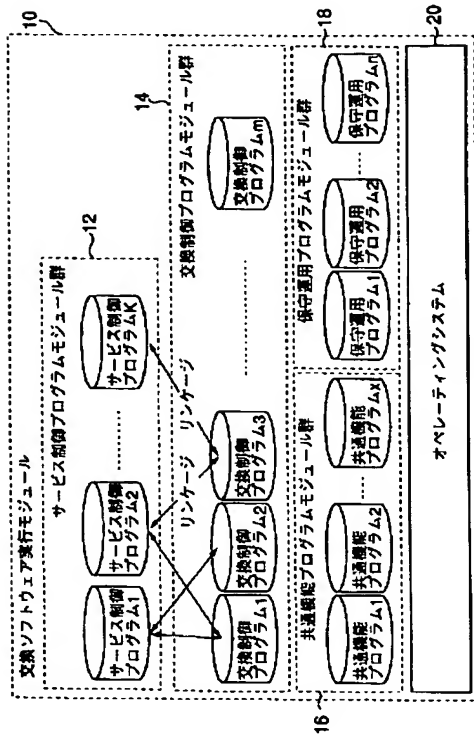 交換ソフトウェア実行モジュール
10
サービス制御プログラムモジュール群
12
サービス制御
プログラム1
サービス制御
プログラム2
サービス制御
プログラムK
交換制御プログラムモジュール群
14
リンケージ
リンケージ
交換制御
プログラム1
交換制御
プログラム2
交換制御
プログラム3
交換制御
プログラムm
共通機能プログラムモジュール群
16
共通機能
プログラム1
共通機能
プログラム2
共通機能
プログラムx
保守運用プログラムモジュール群
18
保守運用
プログラム1
保守運用
プログラム2
保守運用
プログラムn
オペレーティングシステム
20